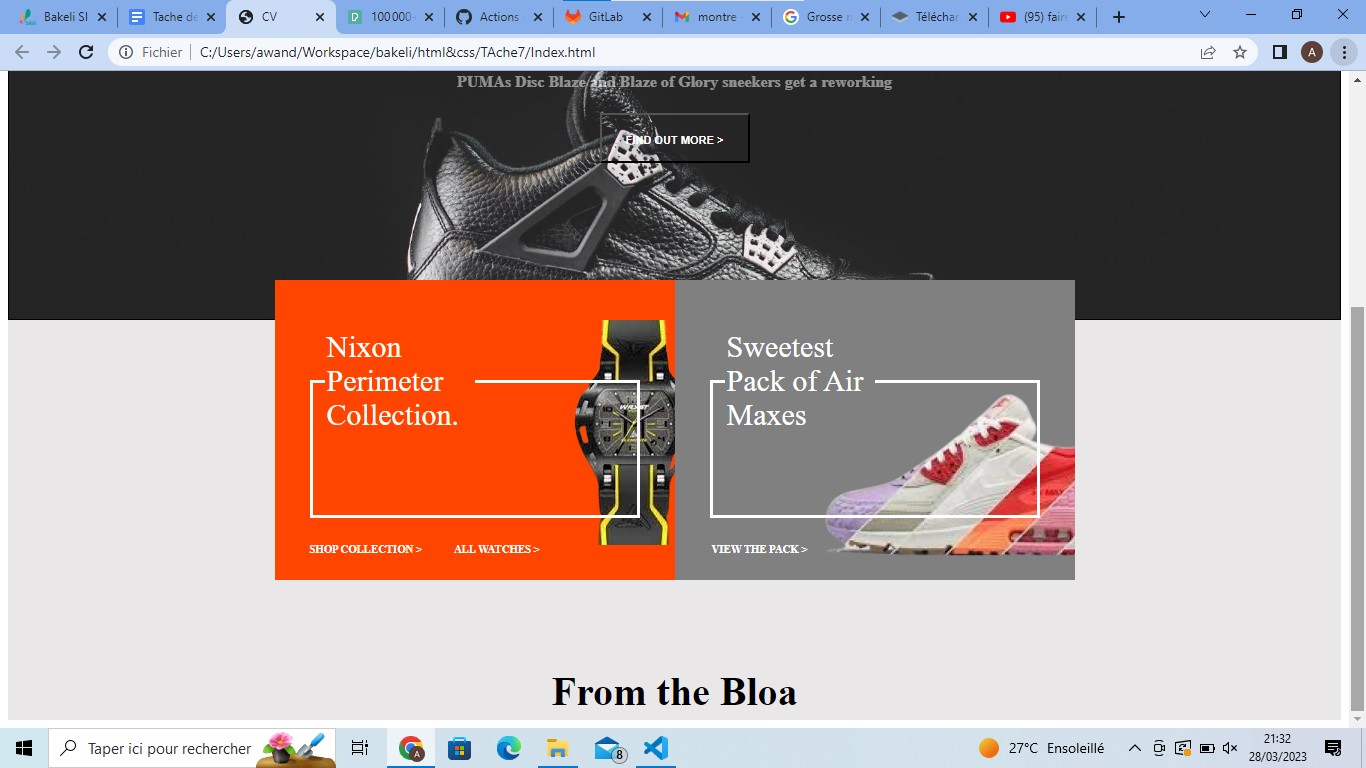 Bakeli Sl
Tache de
CV
100 000
Actions
GitLab
montre
Grosse
Téléchar
(95) fair
Fichier
C:/Users/awand/Workspace/bakeli/html&css/TAche7/Index.html
A
PUMAs Disc Blaze and Blaze of Glory sneekers get a reworking
FIND OUT MORE >
Nixon
Perimeter
Collection.
SHOP COLLECTION >
ALL WATCHES >
Sweetest
Pack of Air
Maxes
VIEW THE PACK >
From the Bloa
Taper ici pour rechercher
A
8
27°C Ensoleillé
21:32
28/03/2023